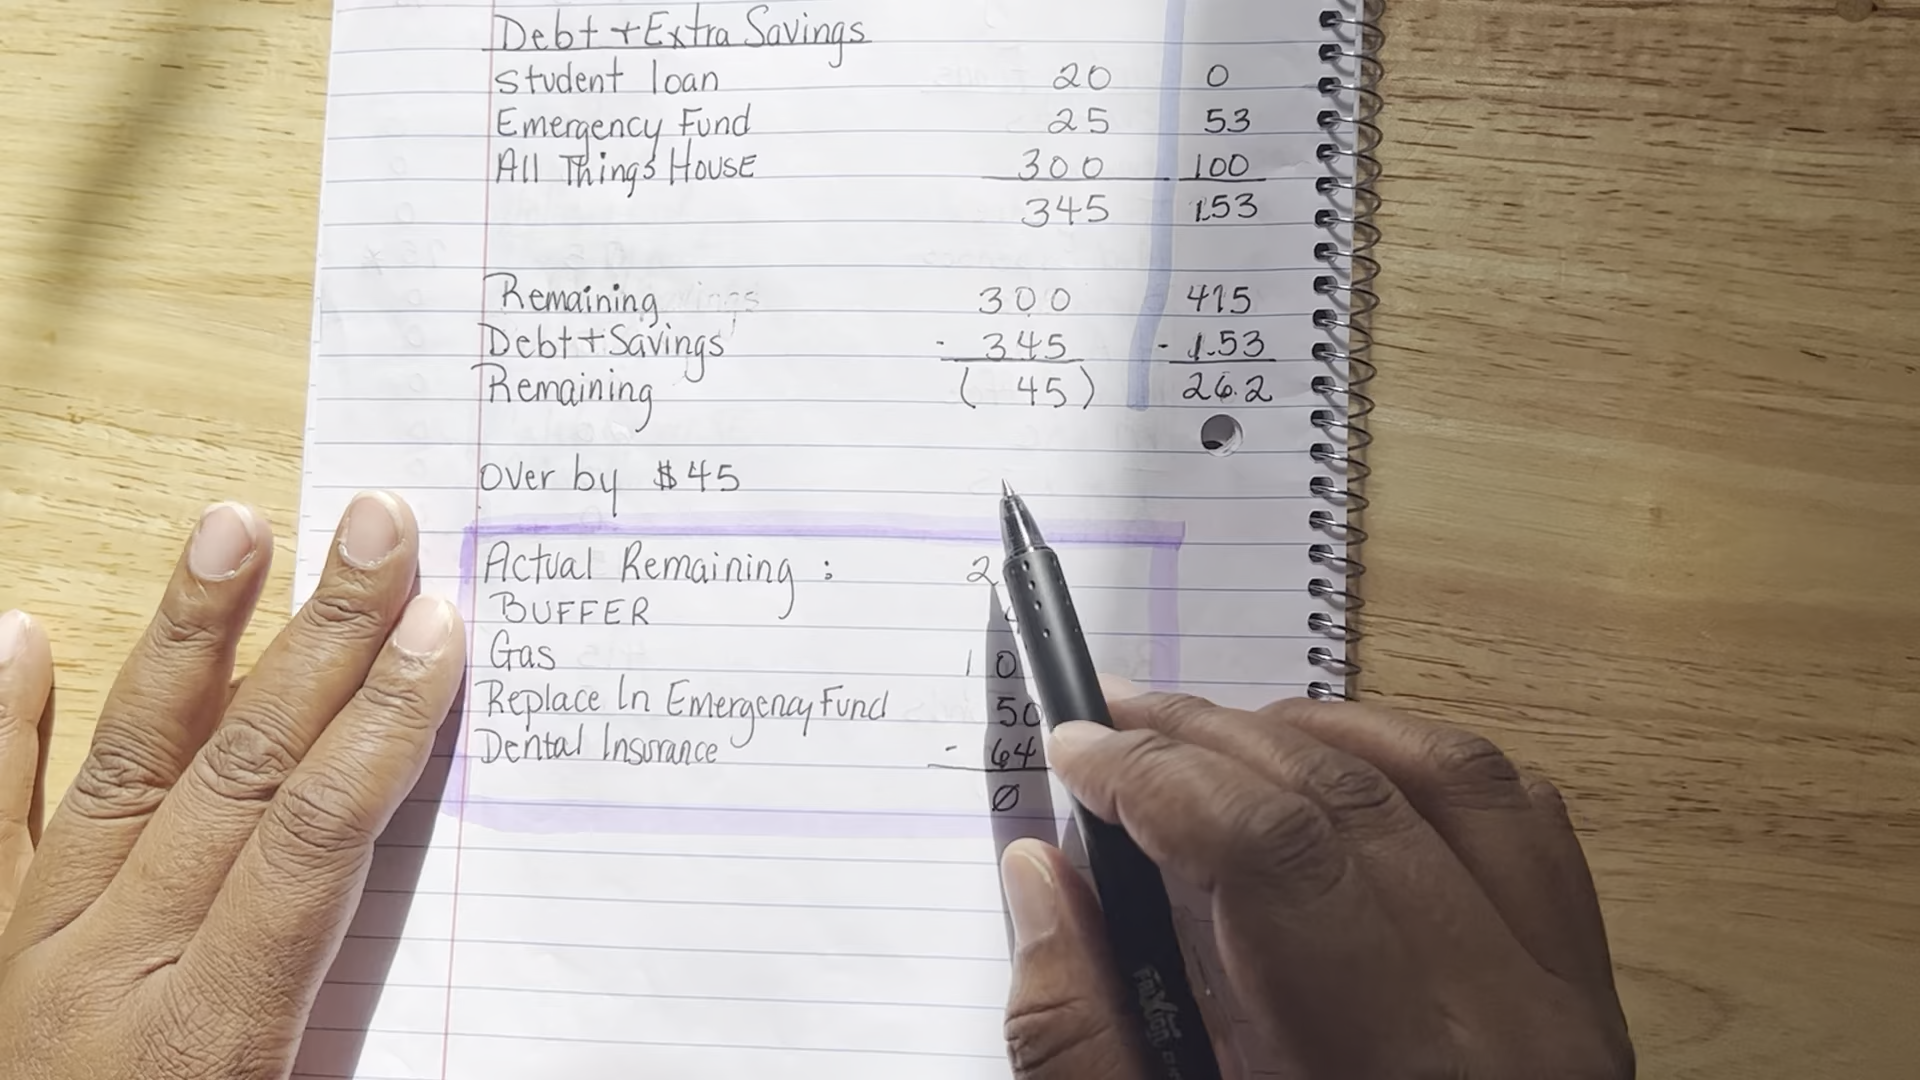 Debt + Extra Savings
Student loan 20 0
Emergency Fund 25 53
All Things House 300 100
345 153
Remaining 300 415
Debt + Savings - 345 - 153
Remaining ( 45 ) 262
over by $45
Actual Remaining : 2
BUFFER
Gas 10
Replace In Emergency Fund 50
Dental Insurance - 64
Ø